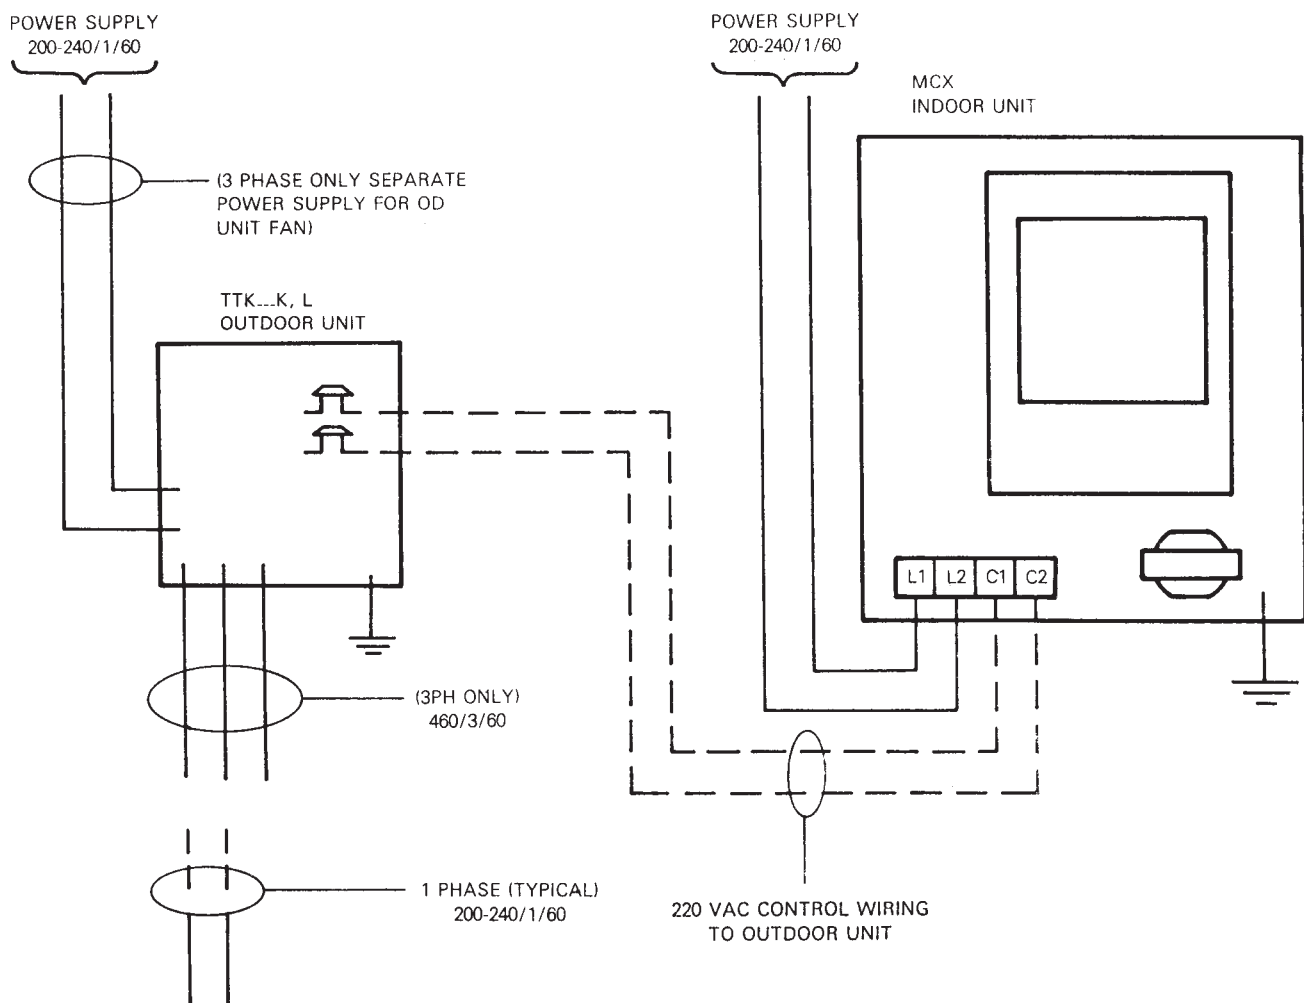 POWER SUPPLY
200-240/1/60
POWER SUPPLY
200-240/1/60
MCX
INDOOR UNIT
(3 PHASE ONLY SEPARATE
POWER SUPPLY FOR OD
UNIT FAN)
TTK---K, L
OUTDOOR UNIT
L1 L2 C1 C2
(3PH ONLY)
460/3/60
1 PHASE (TYPICAL)
200-240/1/60
220 VAC CONTROL WIRING
TO OUTDOOR UNIT